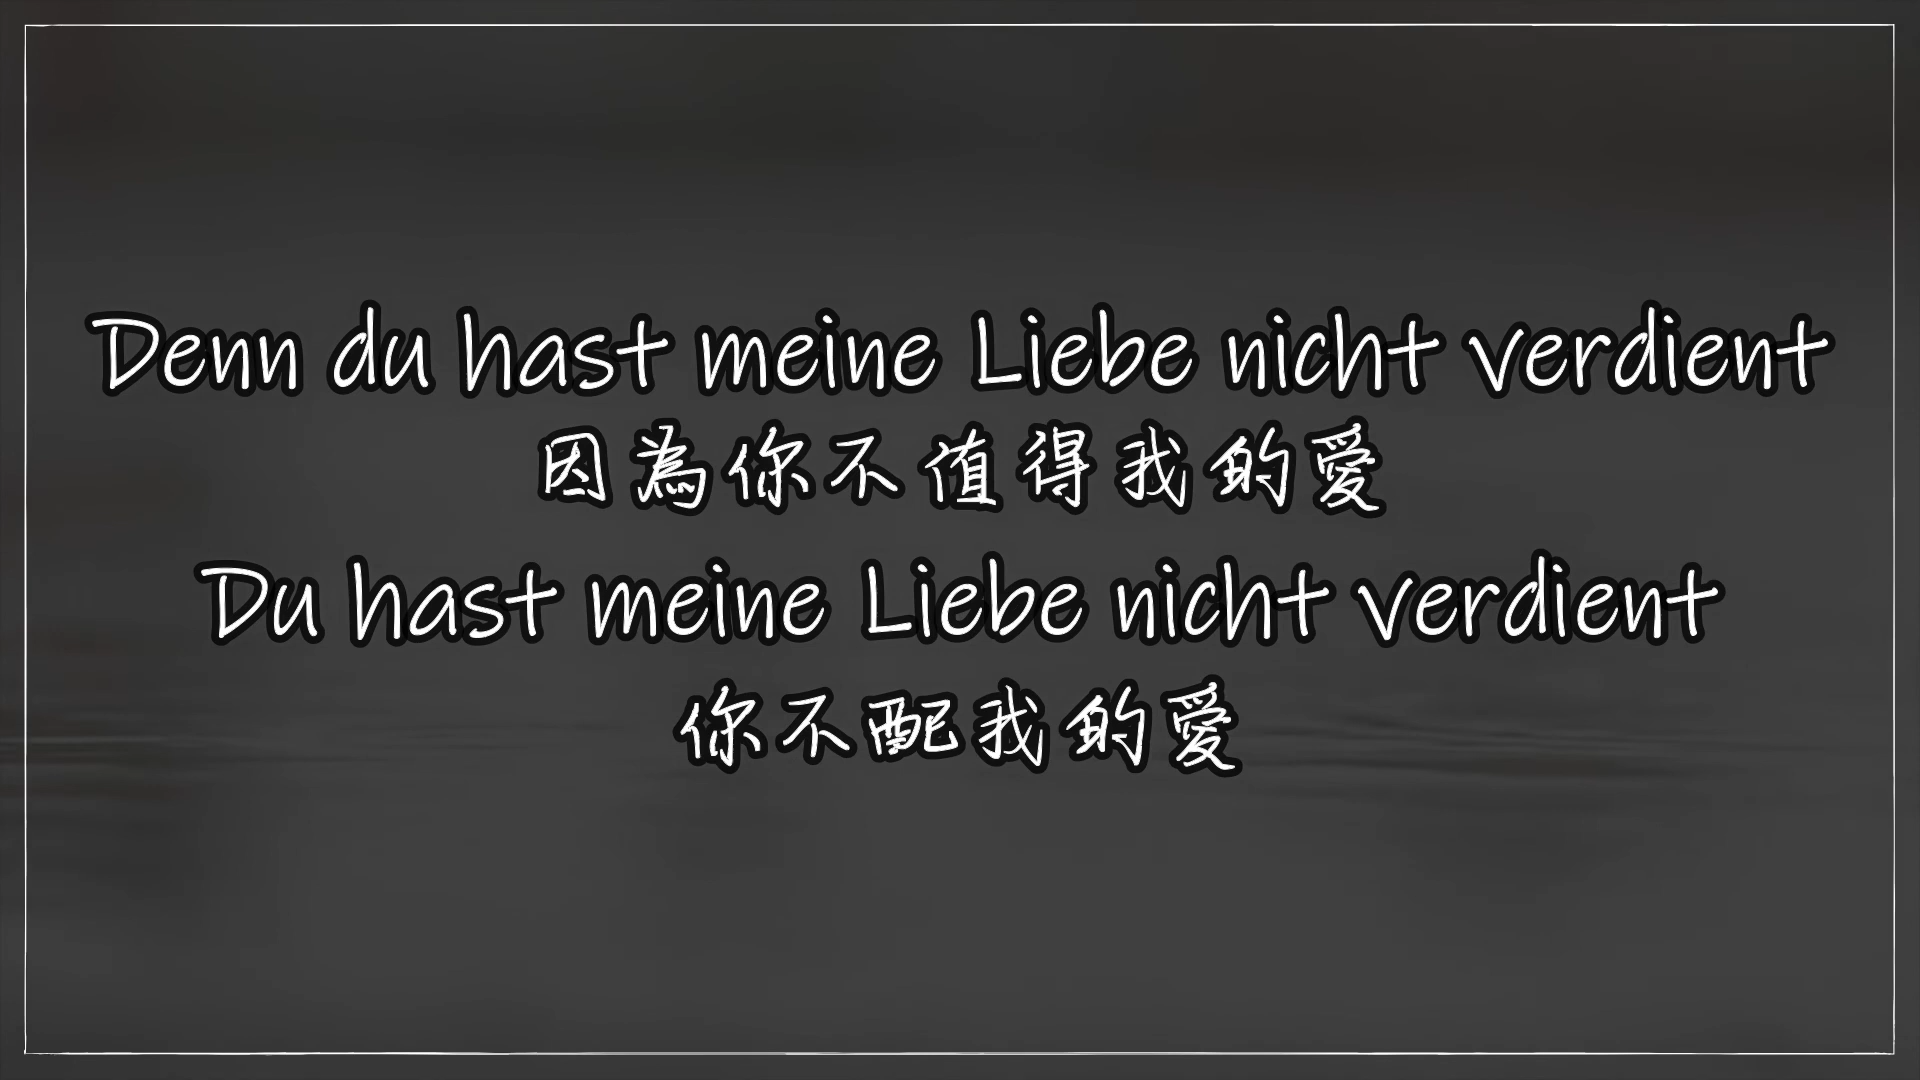 Denn du hast meine Liebe nicht verdient
因為你不值得我的愛
Du hast meine Liebe nicht verdient
你不配我的愛